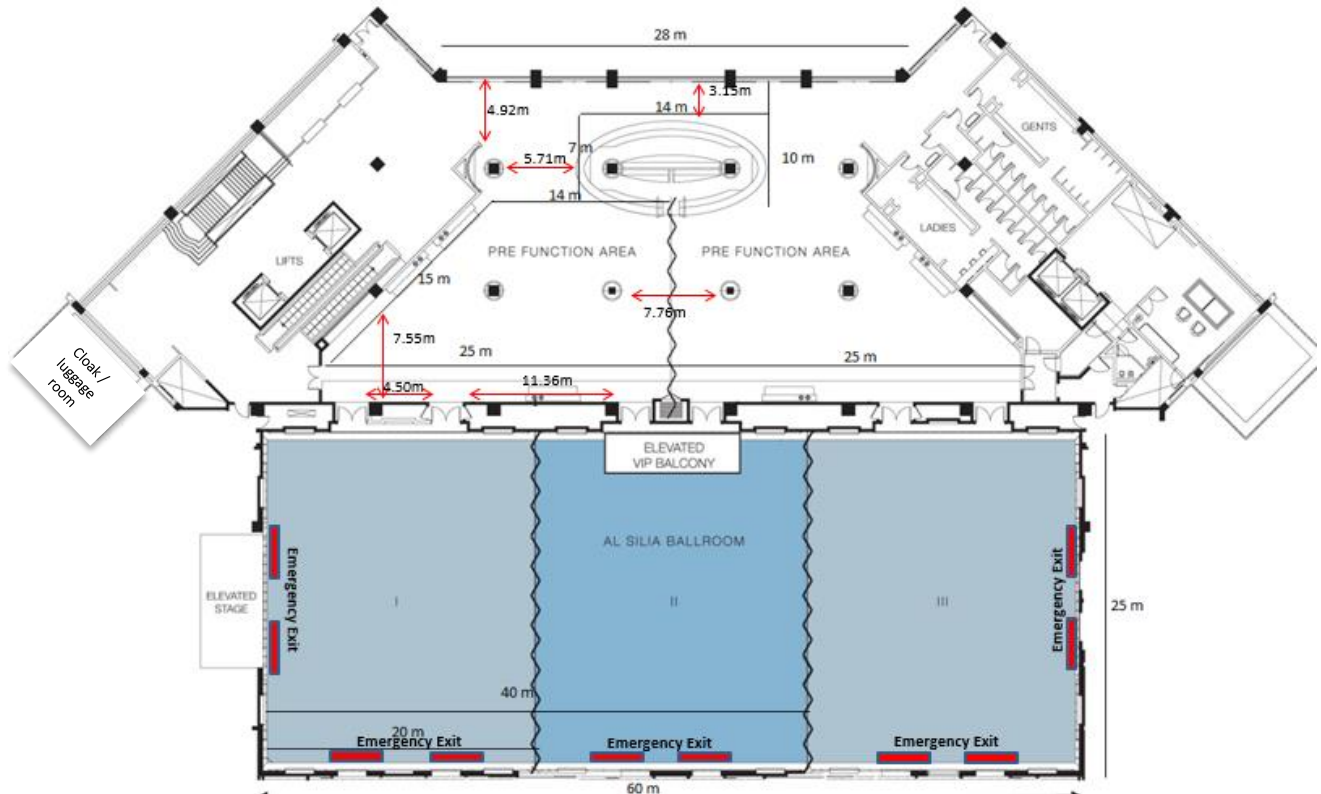 28 m
3.15m
14 m
4.92m
GENTS
7 m
5.71m
10 m
14 m
LADIES
PRE FUNCTION AREA
PRE FUNCTION AREA
LIFTS
15 m
7.76m
7.55m
25 m
25 m
Cloak /
luggage
room
4.50m
11.36m
ELEVATED
VIP BALCONY
AL SILIA BALLROOM
Emergency Exit
Emergency Exit
ELEVATED
STAGE
I
II
III
25 m
40 m
20 m
Emergency Exit
Emergency Exit
Emergency Exit
60 m